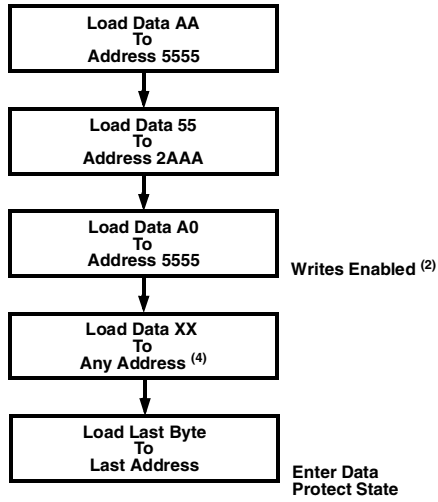 Load Data AA
To
Address 5555
Load Data 55
To
Address 2AAA
Load Data A0
To
Address 5555
Writes Enabled (2)
Load Data XX
To
Any Address (4)
Load Last Byte
To
Last Address
Enter Data
Protect State